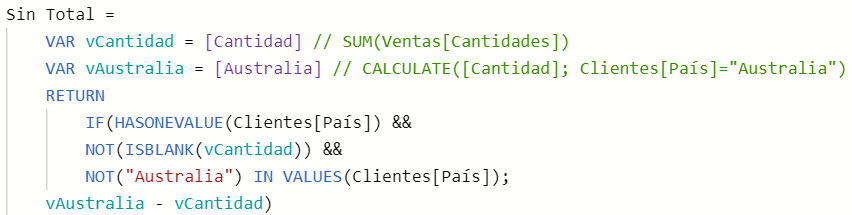 Sin Total =
VAR vCantidad = [Cantidad] // SUM(Ventas[Cantidades])
VAR vAustralia = [Australia] // CALCULATE([Cantidad]; Clientes[País]="Australia")
RETURN
IF(HASONEVALUE(Clientes[País]) &&
NOT(ISBLANK(vCantidad)) &&
NOT("Australia") IN VALUES(Clientes[País]);
vAustralia - vCantidad)